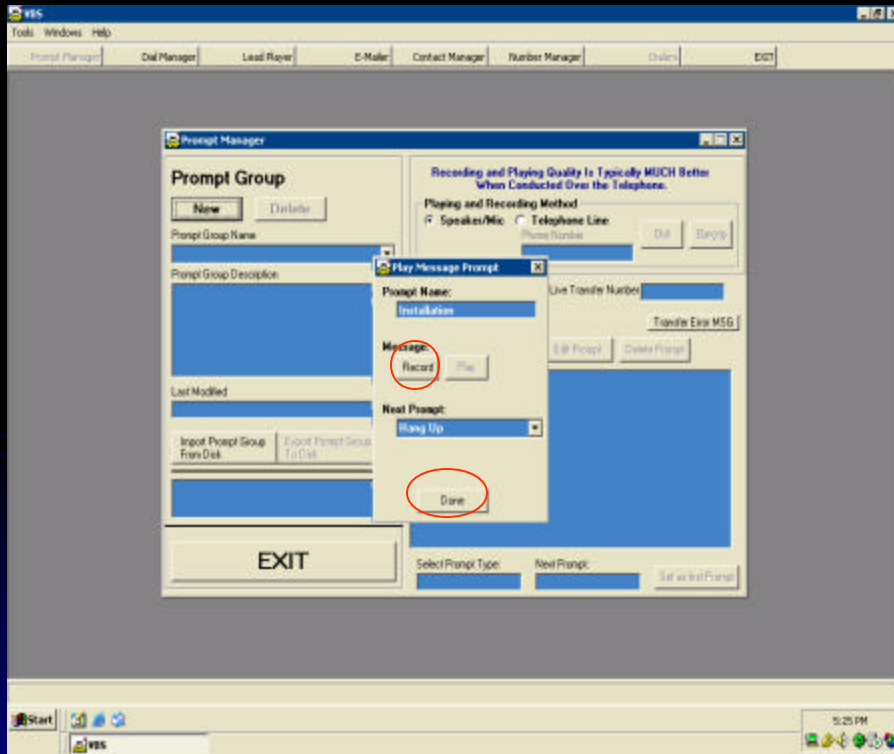 VBS
Tools Windows Help
Prompt Manager Dial Manager Lead Player E-Mailer Contact Manager Number Manager Dialers EXIT
Prompt Manager
Prompt Group
New Delete
Prompt Group Name
Prompt Group Description
Last Modified
Import Prompt Group From Disk
Export Prompt Group To Disk
EXIT
Recording and Playing Quality Is Typically MUCH Better
When Conducted Over the Telephone.
Playing and Recording Method
Speaker/Mic Telephone Line
Phone Number
Dial Hangup
Live Transfer Number
Transfer Error MSG
Edit Prompt Delete Prompt
Select Prompt Type: Next Prompt:
Set as first Prompt
Play Message Prompt
Prompt Name:
Installation
Message:
Record Play
Next Prompt:
Hang Up
Done
Start
5:25 PM
VBS